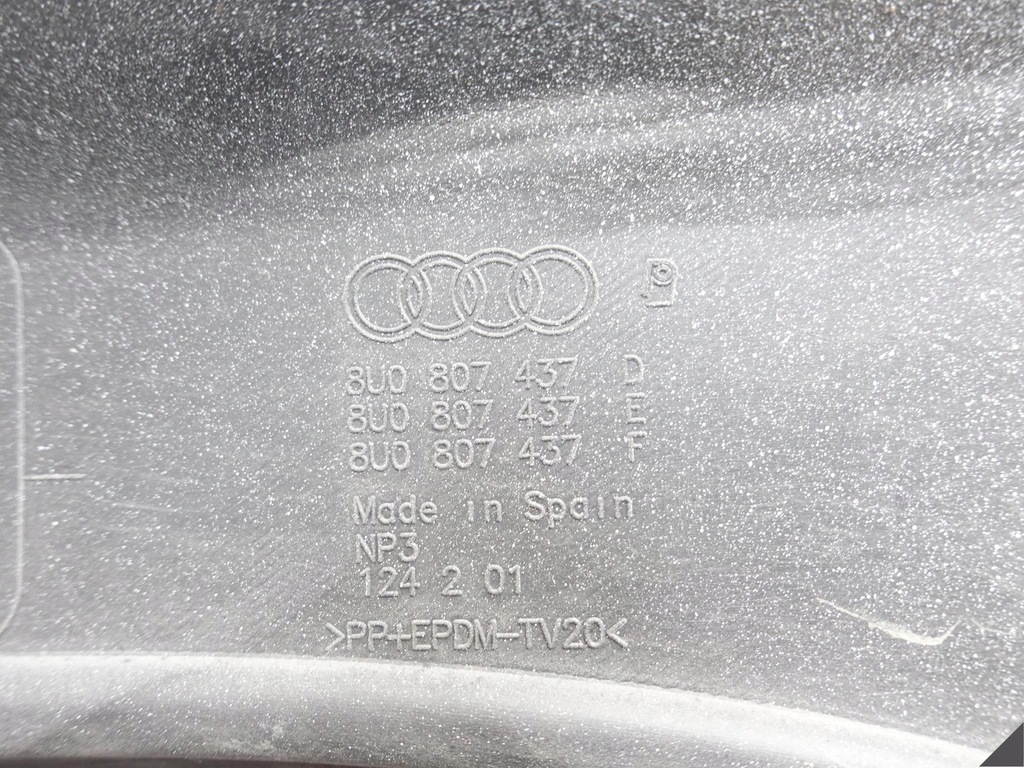 8U0 807 437 D
8U0 807 437 E
8U0 807 437 F
Made in Spain
NP3
124 2 01
>PP+EPDM-TV20<